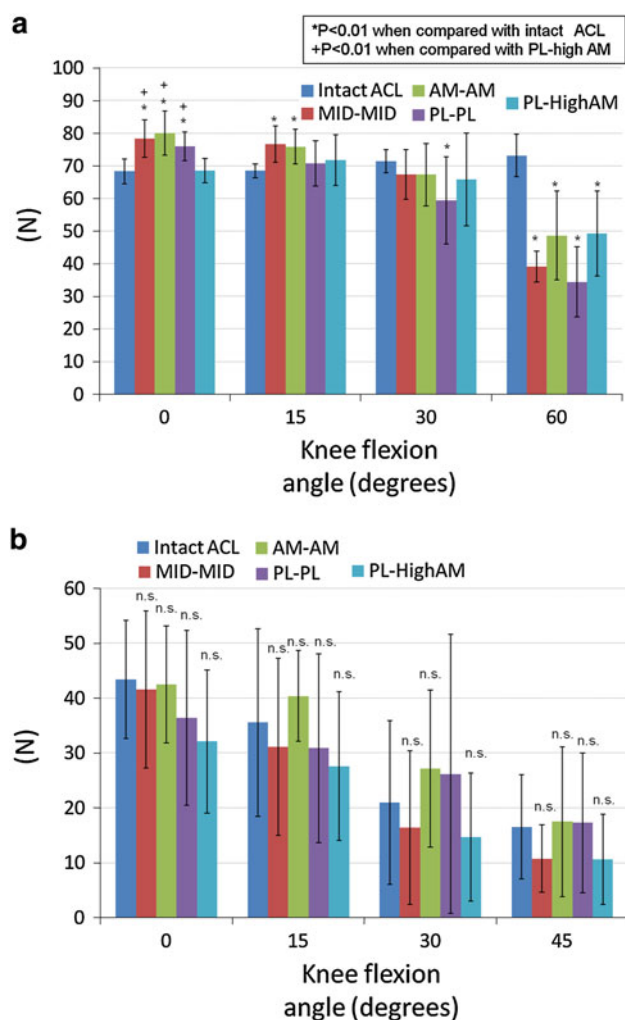 a
*P<0.01 when compared with intact ACL
+P<0.01 when compared with PL-high AM
100
90
80
70
60
50
40
30
20
10
0
(N)
Intact ACL
AM-AM
PL-HighAM
MID-MID
PL-PL
+ + +
* * *
* *
*
* * * *
0 15 30 60
Knee flexion
angle (degrees)
b
Intact ACL
AM-AM
MID-MID
PL-PL
PL-HighAM
60
50
40
30
20
10
0
(N)
n.s. n.s. n.s. n.s.
n.s. n.s. n.s. n.s.
n.s. n.s. n.s. n.s.
n.s. n.s. n.s. n.s.
0 15 30 45
Knee flexion
angle (degrees)